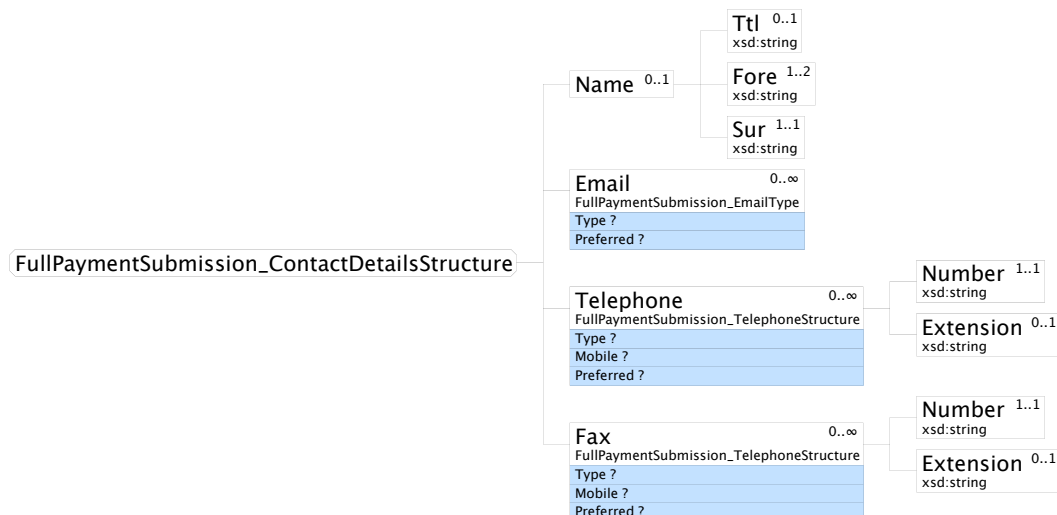 Ttl 0..1
xsd:string
Name 0..1
Fore 1..2
xsd:string
Sur 1..1
xsd:string
Email 0..∞
FullPaymentSubmission_EmailType
Type ?
Preferred ?
FullPaymentSubmission_ContactDetailsStructure
Telephone 0..∞
FullPaymentSubmission_TelephoneStructure
Type ?
Mobile ?
Preferred ?
Number 1..1
xsd:string
Extension 0..1
xsd:string
Fax 0..∞
FullPaymentSubmission_TelephoneStructure
Type ?
Mobile ?
Preferred ?
Number 1..1
xsd:string
Extension 0..1
xsd:string